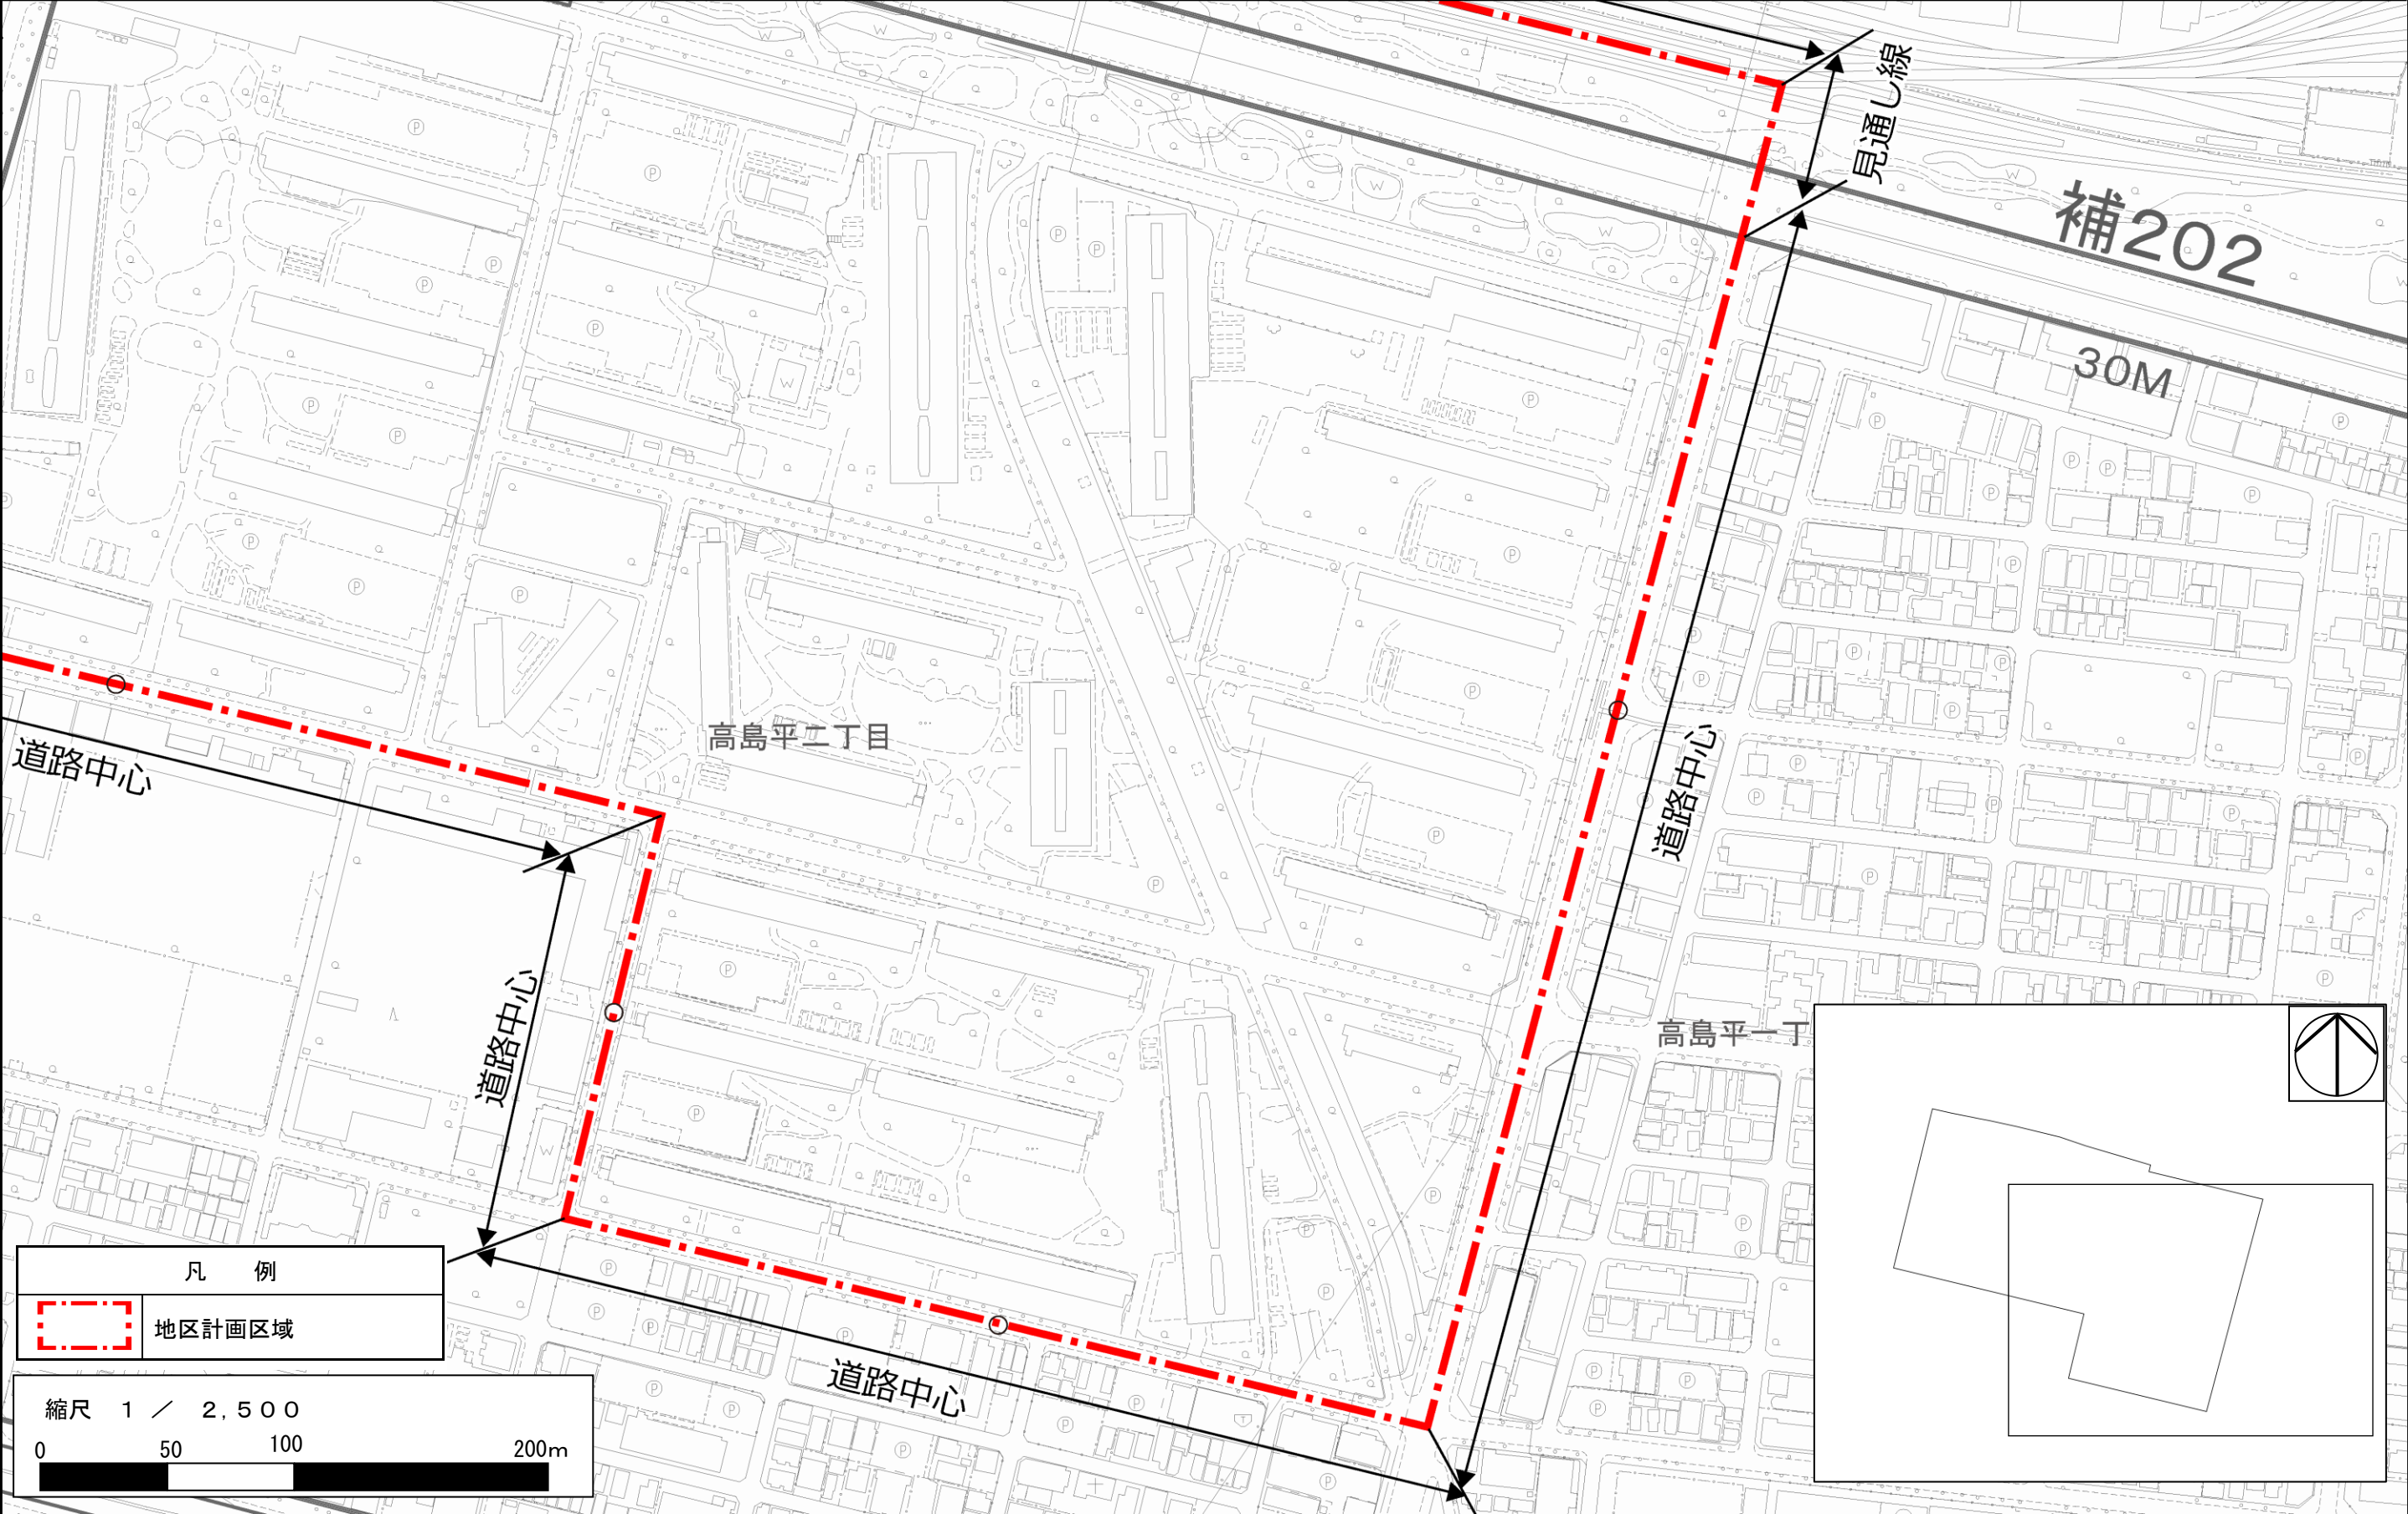 見通し線
補202
30M
高島平二丁目
道路中心
道路中心
道路中心
高島平一丁
道路中心
凡　例
地区計画区域
縮尺　１　／　２，５００
0　50　100　200m